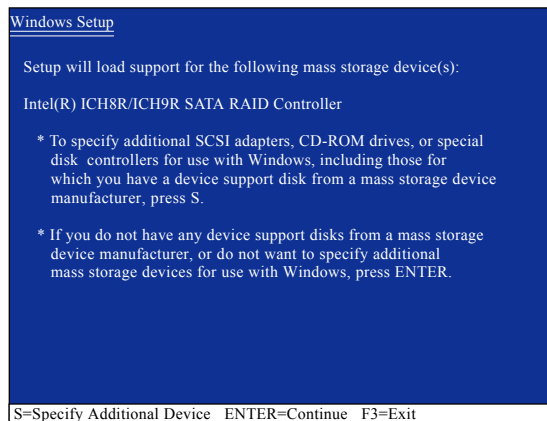 Windows Setup
Setup will load support for the following mass storage device(s):
Intel(R) ICH8R/ICH9R SATA RAID Controller
* To specify additional SCSI adapters, CD-ROM drives, or special
disk controllers for use with Windows, including those for
which you have a device support disk from a mass storage device
manufacturer, press S.
* If you do not have any device support disks from a mass storage
device manufacturer, or do not want to specify additional
mass storage devices for use with Windows, press ENTER.
S=Specify Additional Device ENTER=Continue F3=Exit